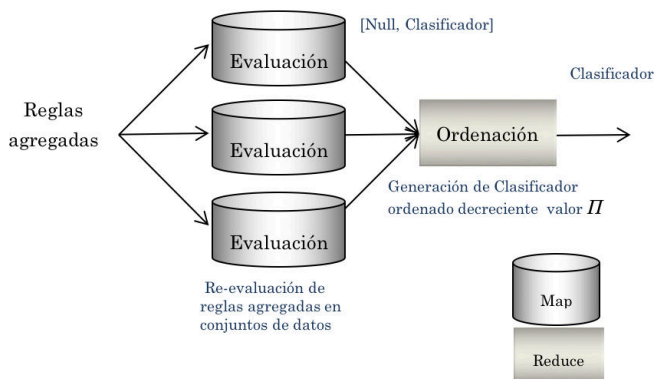 [Null, Clasificador]
Evaluación
Clasificador
Reglas
agregadas
Evaluación
Ordenación
Generación de Clasificador
ordenado decreciente valor Π
Evaluación
Re-evaluación de
reglas agregadas en
conjuntos de datos
Map
Reduce